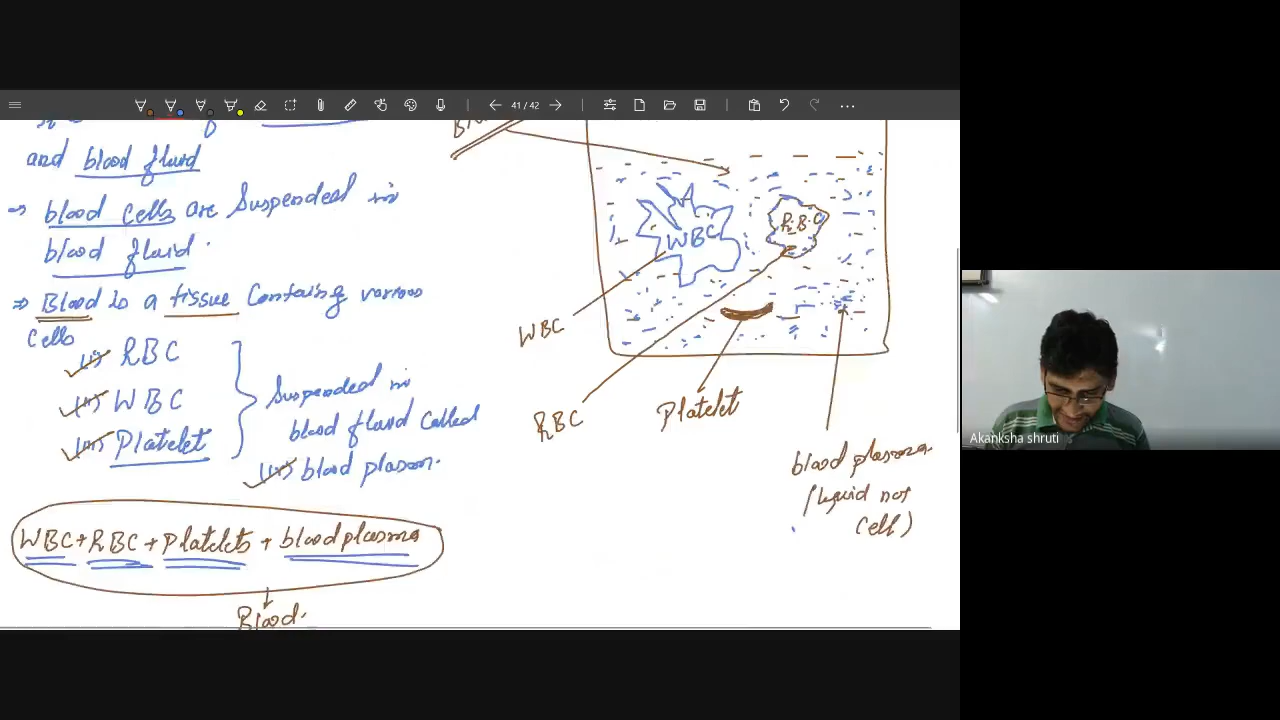 41 / 42
and blood fluid
⇒ blood cells are suspended in
blood fluid.
⇒ Blood is a tissue Containing various
Cells
(i) RBC
(ii) WBC
(iii) Platelet
Suspended in
blood fluid Called
(iv) blood plasm.
WBC+RBC+Platelets + blood plasma
Blood.
WBC
R.B.C
WBC
RBC
Platelet
blood plasma
(liquid not
Cell)
Akanksha shruti